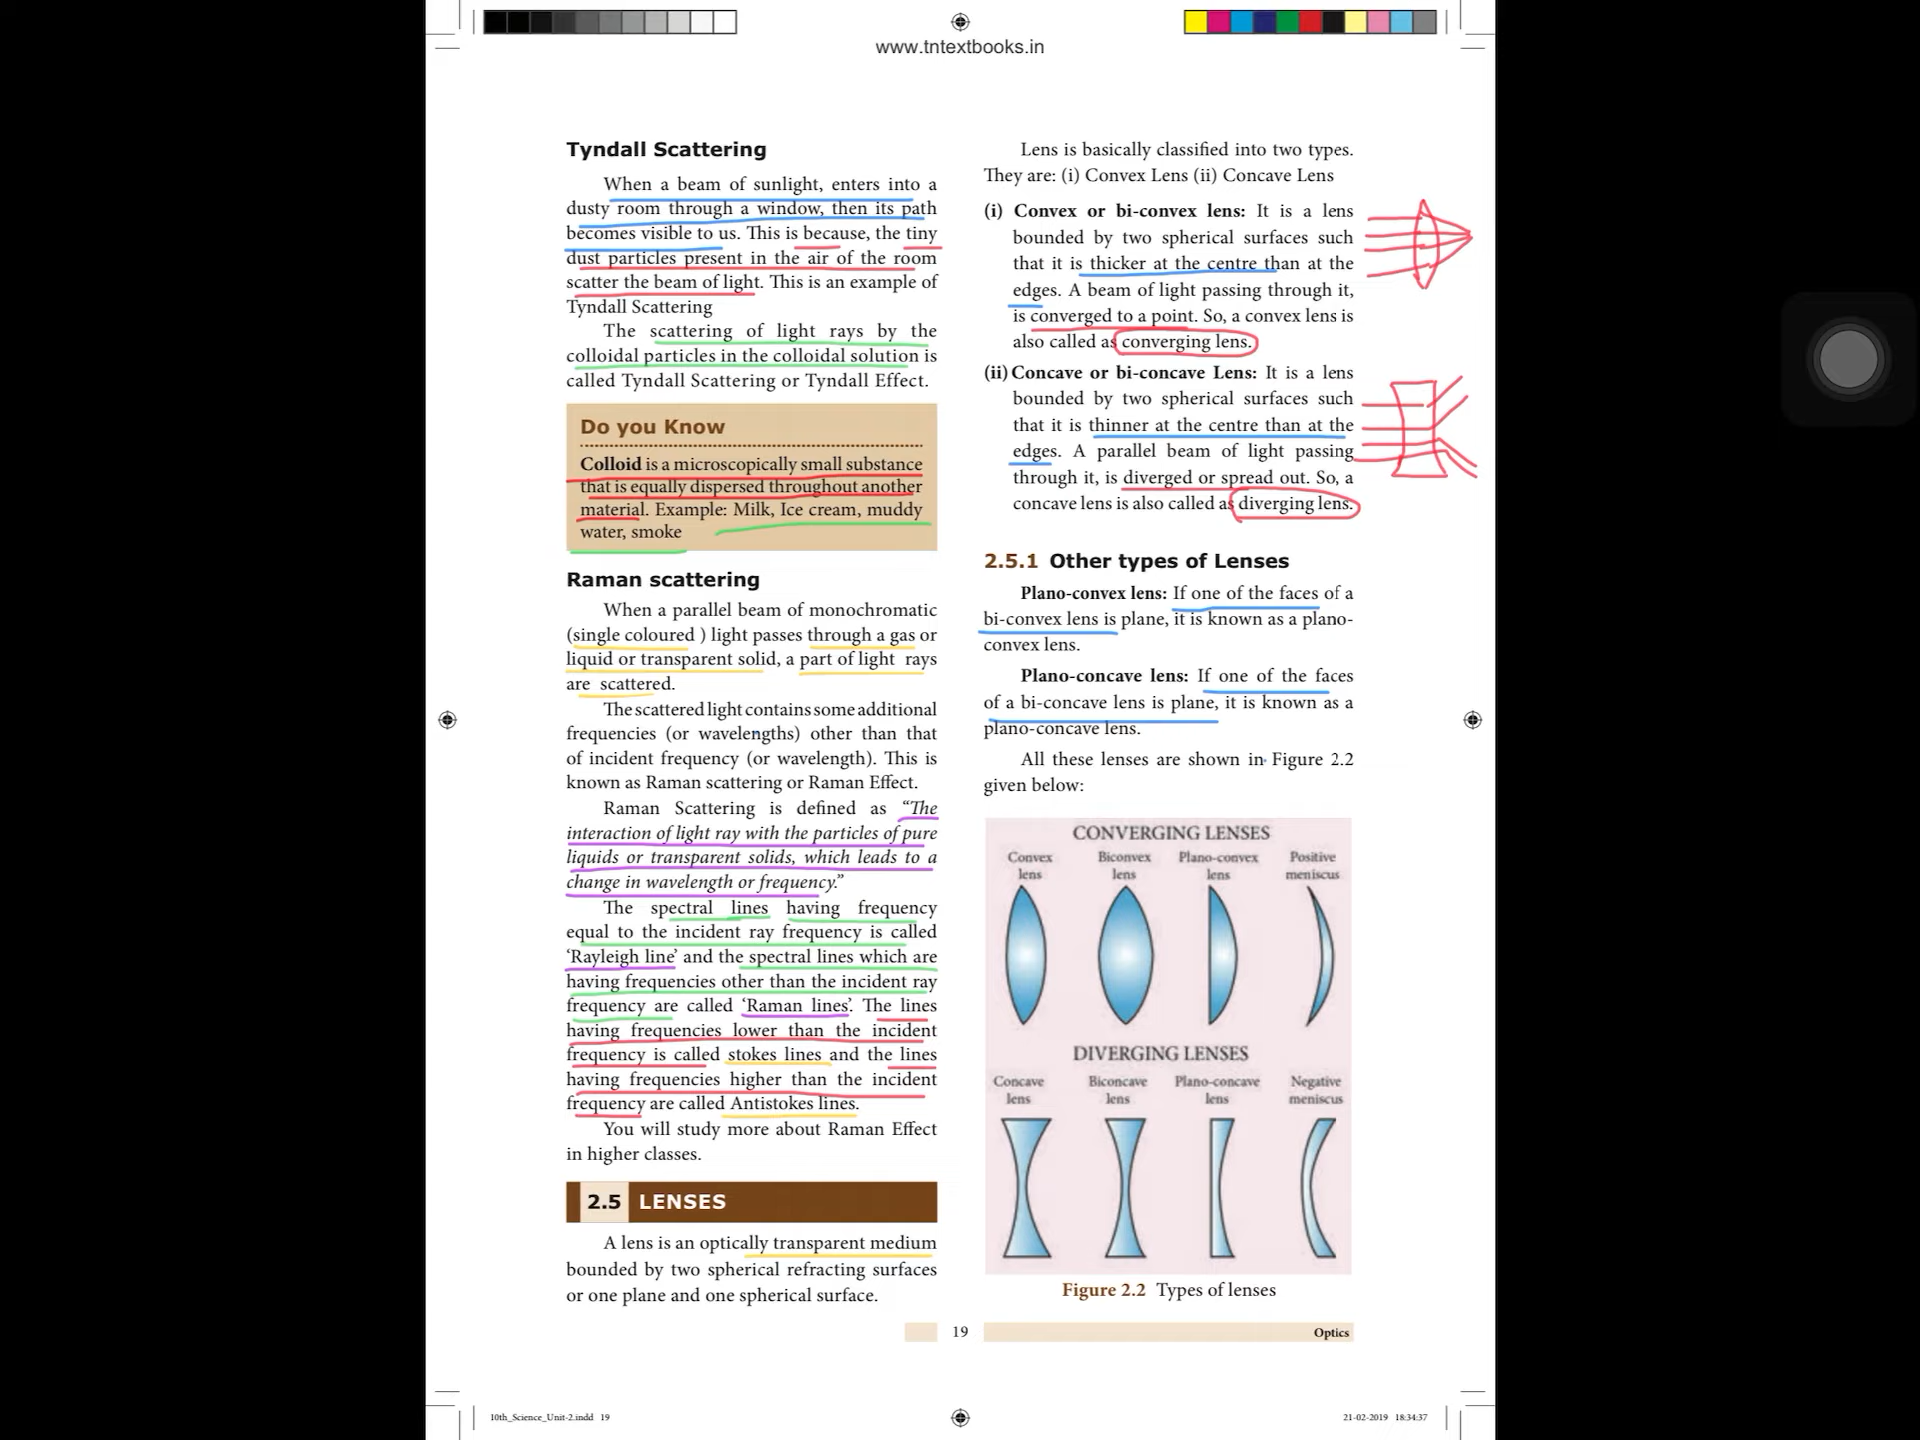 www.tntextbooks.in
Tyndall Scattering
When a beam of sunlight, enters into a
dusty room through a window, then its path
becomes visible to us. This is because, the tiny
dust particles present in the air of the room
scatter the beam of light. This is an example of
Tyndall Scattering
The scattering of light rays by the
colloidal particles in the colloidal solution is
called Tyndall Scattering or Tyndall Effect.
Do you Know
Colloid is a microscopically small substance
that is equally dispersed throughout another
material. Example: Milk, Ice cream, muddy
water, smoke
Raman scattering
When a parallel beam of monochromatic
(single coloured ) light passes through a gas or
liquid or transparent solid, a part of light rays
are scattered.
The scattered light contains some additional
frequencies (or wavelengths) other than that
of incident frequency (or wavelength). This is
known as Raman scattering or Raman Effect.
Raman Scattering is defined as “The
interaction of light ray with the particles of pure
liquids or transparent solids, which leads to a
change in wavelength or frequency.”
The spectral lines having frequency
equal to the incident ray frequency is called
‘Rayleigh line’ and the spectral lines which are
having frequencies other than the incident ray
frequency are called ‘Raman lines’. The lines
having frequencies lower than the incident
frequency is called stokes lines and the lines
having frequencies higher than the incident
frequency are called Antistokes lines.
You will study more about Raman Effect
in higher classes.
2.5 LENSES
A lens is an optically transparent medium
bounded by two spherical refracting surfaces
or one plane and one spherical surface.
Lens is basically classified into two types.
They are: (i) Convex Lens (ii) Concave Lens
(i) Convex or bi-convex lens: It is a lens
bounded by two spherical surfaces such
that it is thicker at the centre than at the
edges. A beam of light passing through it,
is converged to a point. So, a convex lens is
also called as converging lens.
(ii) Concave or bi-concave Lens: It is a lens
bounded by two spherical surfaces such
that it is thinner at the centre than at the
edges. A parallel beam of light passing
through it, is diverged or spread out. So, a
concave lens is also called as diverging lens.
2.5.1 Other types of Lenses
Plano-convex lens: If one of the faces of a
bi-convex lens is plane, it is known as a plano-
convex lens.
Plano-concave lens: If one of the faces
of a bi-concave lens is plane, it is known as a
plano-concave lens.
All these lenses are shown in Figure 2.2
given below:
CONVERGING LENSES
Convex Biconvex Plano-convex Positive
lens lens lens meniscus
DIVERGING LENSES
Concave Biconcave Plano-concave Negative
lens lens lens meniscus
Figure 2.2 Types of lenses
19
Optics
10th_Science_Unit-2.indd 19
21-02-2019 18:34:37